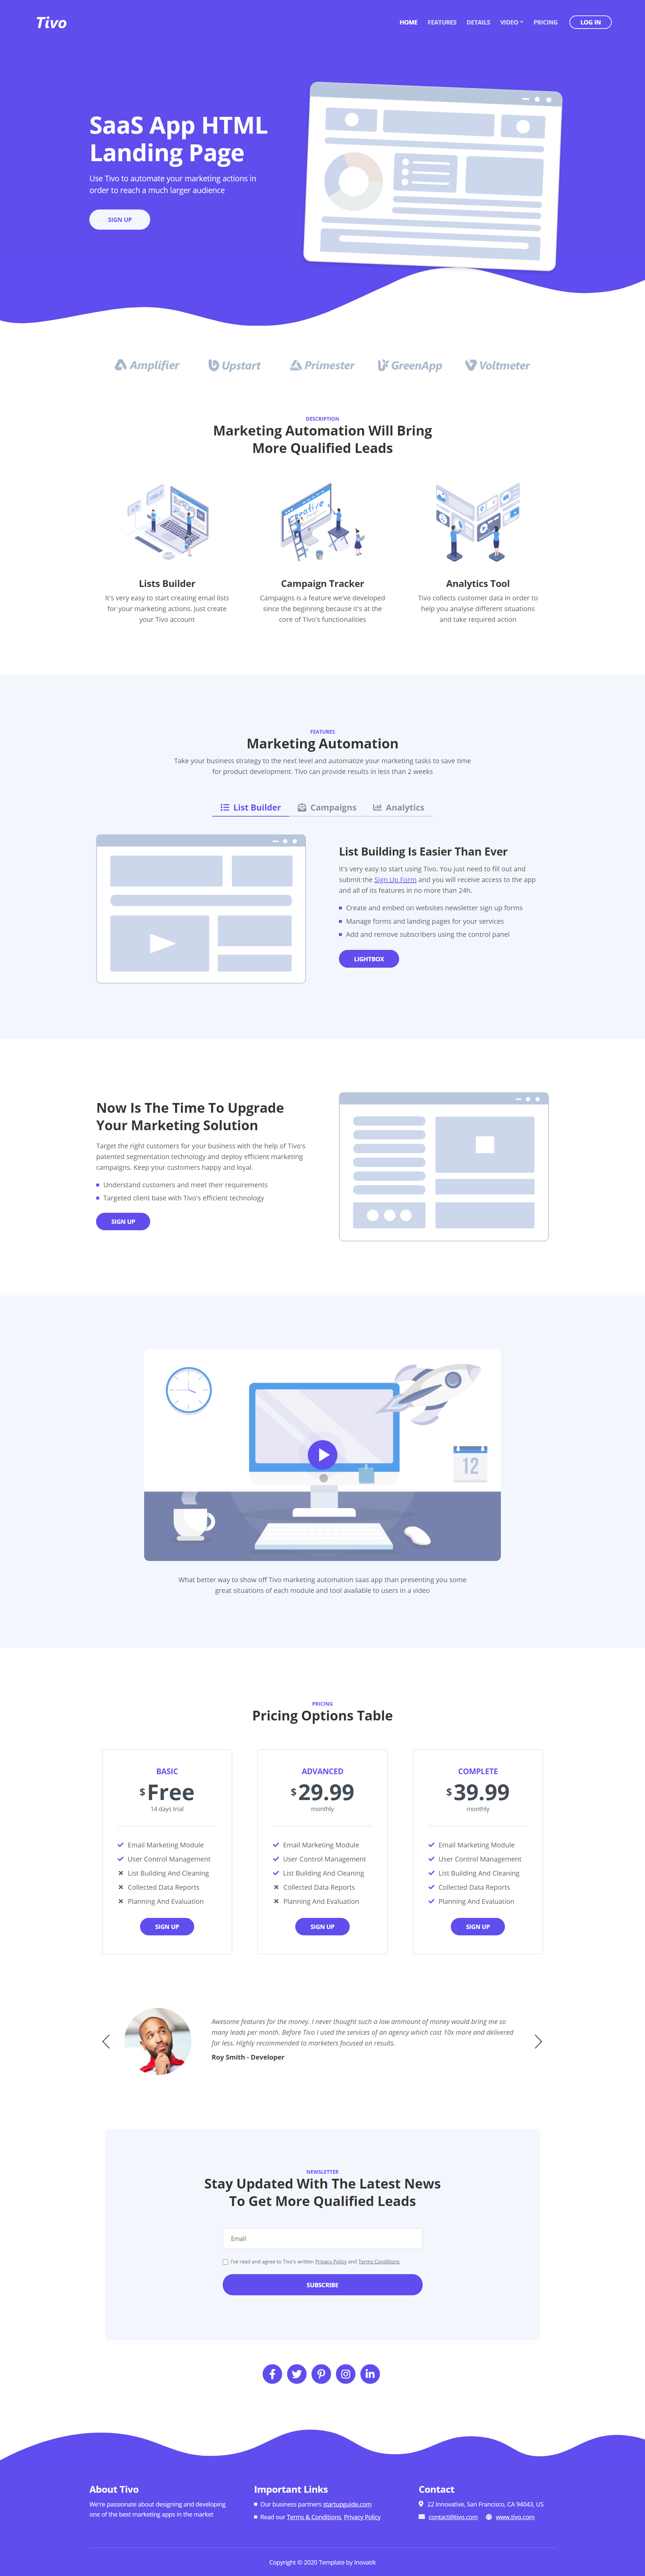 Tivo
HOME FEATURES DETAILS VIDEO PRICING LOG IN
SaaS App HTML
Landing Page
Use Tivo to automate your marketing actions in
order to reach a much larger audience
SIGN UP
Amplifier Upstart Primester GreenApp Voltmeter
DESCRIPTION
Marketing Automation Will Bring
More Qualified Leads
Creative
Lists Builder
It's very easy to start creating email lists
for your marketing actions. Just create
your Tivo account
Campaign Tracker
Campaigns is a feature we've developed
since the beginning because it's at the
core of Tivo's functionalities
Analytics Tool
Tivo collects customer data in order to
help you analyse different situations
and take required action
FEATURES
Marketing Automation
Take your business strategy to the next level and automatize your marketing tasks to save time
for product development. Tivo can provide results in less than 2 weeks
List Builder Campaigns Analytics
List Building Is Easier Than Ever
It's very easy to start using Tivo. You just need to fill out and
submit the Sign Up Form and you will receive access to the app
and all of its features in no more than 24h.
Create and embed on websites newsletter sign up forms
Manage forms and landing pages for your services
Add and remove subscribers using the control panel
LIGHTBOX
Now Is The Time To Upgrade
Your Marketing Solution
Target the right customers for your business with the help of Tivo's
patented segmentation technology and deploy efficient marketing
campaigns. Keep your customers happy and loyal.
Understand customers and meet their requirements
Targeted client base with Tivo's efficient technology
SIGN UP
12
What better way to show off Tivo marketing automation saas app than presenting you some
great situations of each module and tool available to users in a video
PRICING
Pricing Options Table
BASIC
$Free
14 days trial
Email Marketing Module
User Control Management
List Building And Cleaning
Collected Data Reports
Planning And Evaluation
SIGN UP
ADVANCED
$29.99
monthly
Email Marketing Module
User Control Management
List Building And Cleaning
Collected Data Reports
Planning And Evaluation
SIGN UP
COMPLETE
$39.99
monthly
Email Marketing Module
User Control Management
List Building And Cleaning
Collected Data Reports
Planning And Evaluation
SIGN UP
Awesome features for the money. I never thought such a low ammount of money would bring me so
many leads per month. Before Tivo I used the services of an agency which cost 10x more and delivered
far less. Highly recommended to marketers focused on results.
Roy Smith - Developer
NEWSLETTER
Stay Updated With The Latest News
To Get More Qualified Leads
Email
I've read and agree to Tivo's written Privacy Policy and Terms Conditions
SUBSCRIBE
About Tivo
We're passionate about designing and developing
one of the best marketing apps in the market
Important Links
Our business partners startupguide.com
Read our Terms & Conditions, Privacy Policy
Contact
22 Innovative, San Francisco, CA 94043, US
contact@tivo.com www.tivo.com
Copyright © 2020 Template by Inovatik